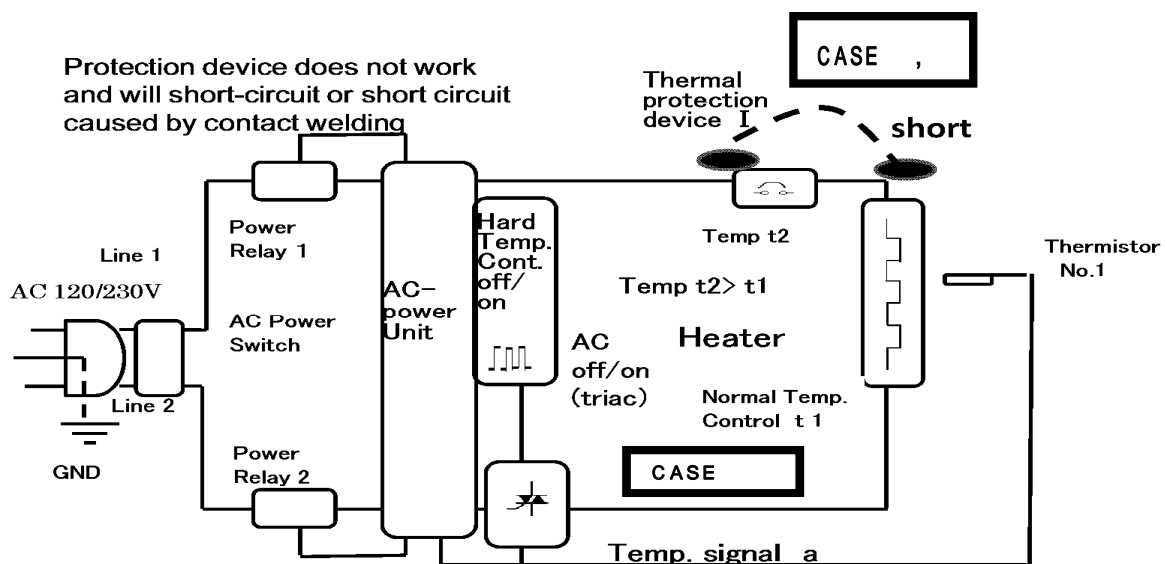 Protection device does not work
and will short-circuit or short circuit
caused by contact welding
CASE ,
Thermal
protection
device I
short
Power
Relay 1
Line 1
AC 120/230V
AC Power
Switch
Line 2
GND
Power
Relay 2
AC-
power
Unit
Hard
Temp.
Cont.
off/
on
AC
off/on
(triac)
Temp t2
Temp t2> t1
Heater
Normal Temp.
Control t 1
CASE
Thermistor
No.1
Temp. signal a